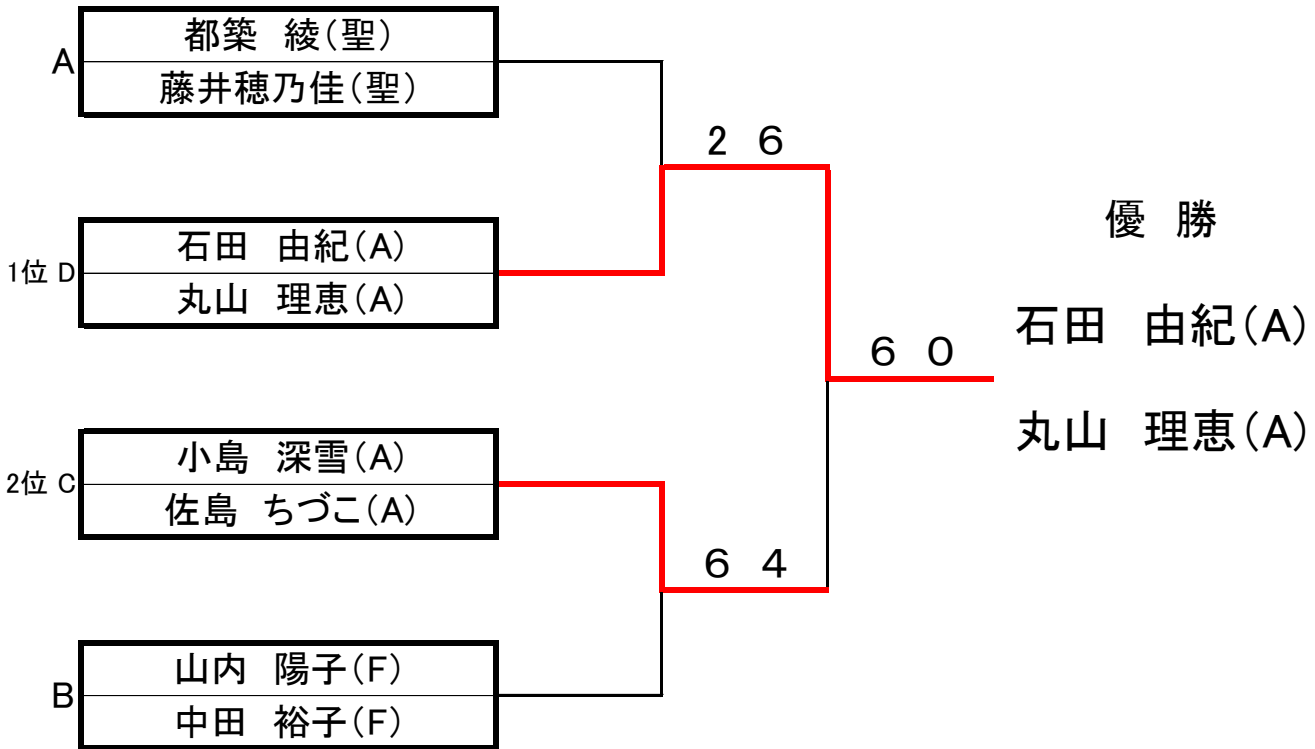 A
都築 綾(聖)
藤井穂乃佳(聖)
2 6
1位 D
石田 由紀(A)
丸山 理恵(A)
優 勝
石田 由紀(A)
丸山 理恵(A)
6 0
2位 C
小島 深雪(A)
佐島 ちづこ(A)
6 4
B
山内 陽子(F)
中田 裕子(F)